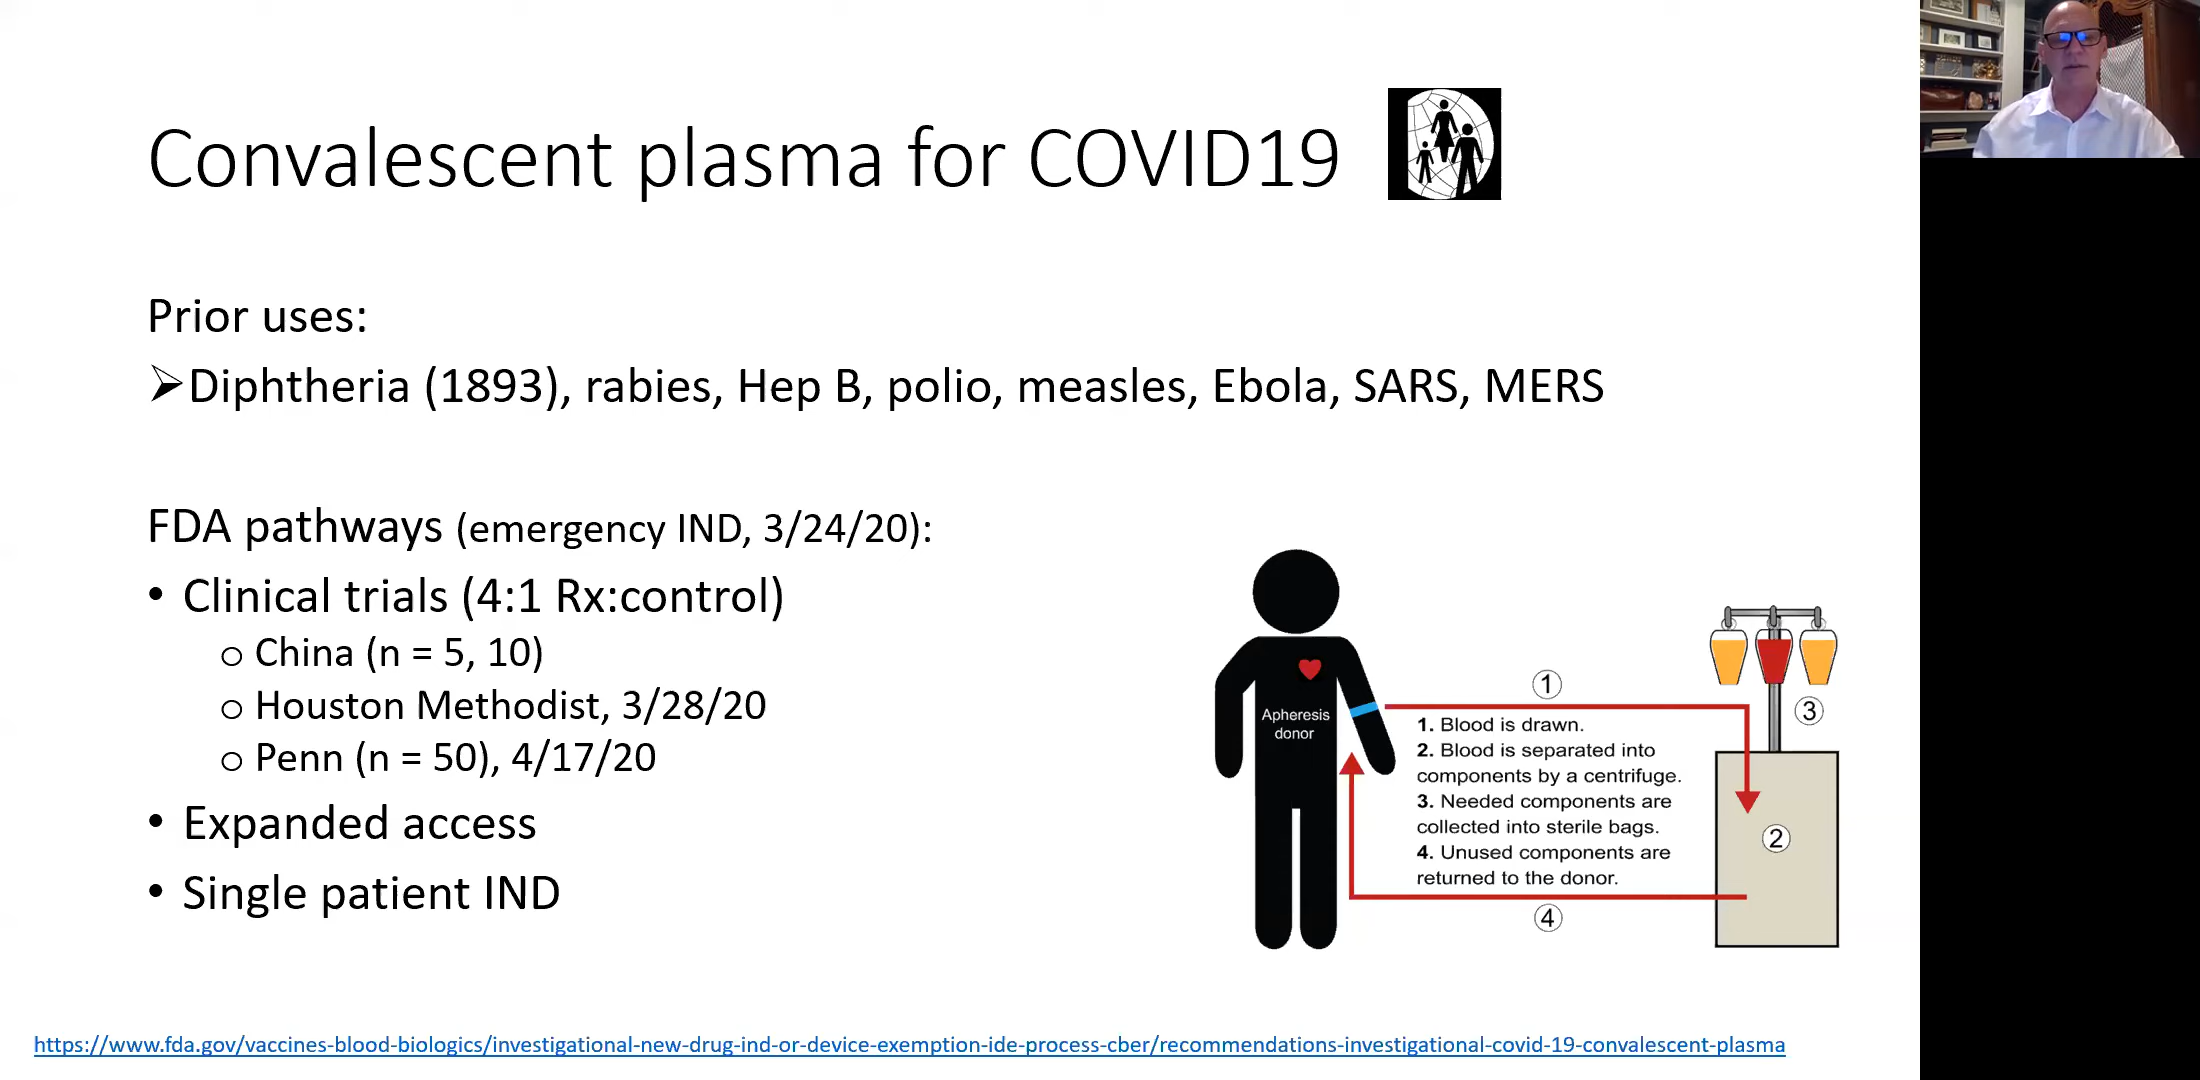 Convalescent plasma for COVID19
Prior uses:
➢Diphtheria (1893), rabies, Hep B, polio, measles, Ebola, SARS, MERS
FDA pathways (emergency IND, 3/24/20):
• Clinical trials (4:1 Rx:control)
o China (n = 5, 10)
o Houston Methodist, 3/28/20
o Penn (n = 50), 4/17/20
• Expanded access
• Single patient IND
Apheresis
donor
1
1. Blood is drawn.
2. Blood is separated into
components by a centrifuge.
3. Needed components are
collected into sterile bags.
4. Unused components are
returned to the donor.
3
2
4
https://www.fda.gov/vaccines-blood-biologics/investigational-new-drug-ind-or-device-exemption-ide-process-cber/recommendations-investigational-covid-19-convalescent-plasma